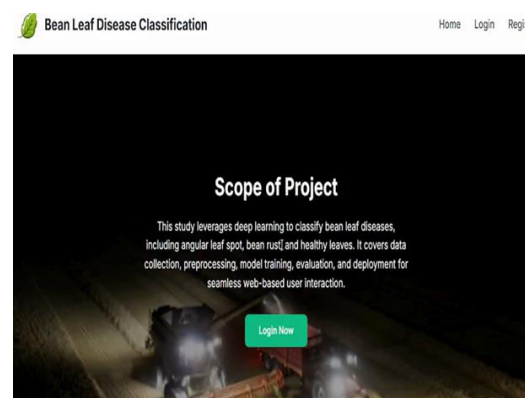 Bean Leaf Disease Classification
Home Login Regi
Scope of Project
This study leverages deep learning to classify bean leaf diseases,
including angular leaf spot, bean rust, and healthy leaves. It covers data
collection, preprocessing, model training, evaluation, and deployment for
seamless web-based user interaction.
Login Now